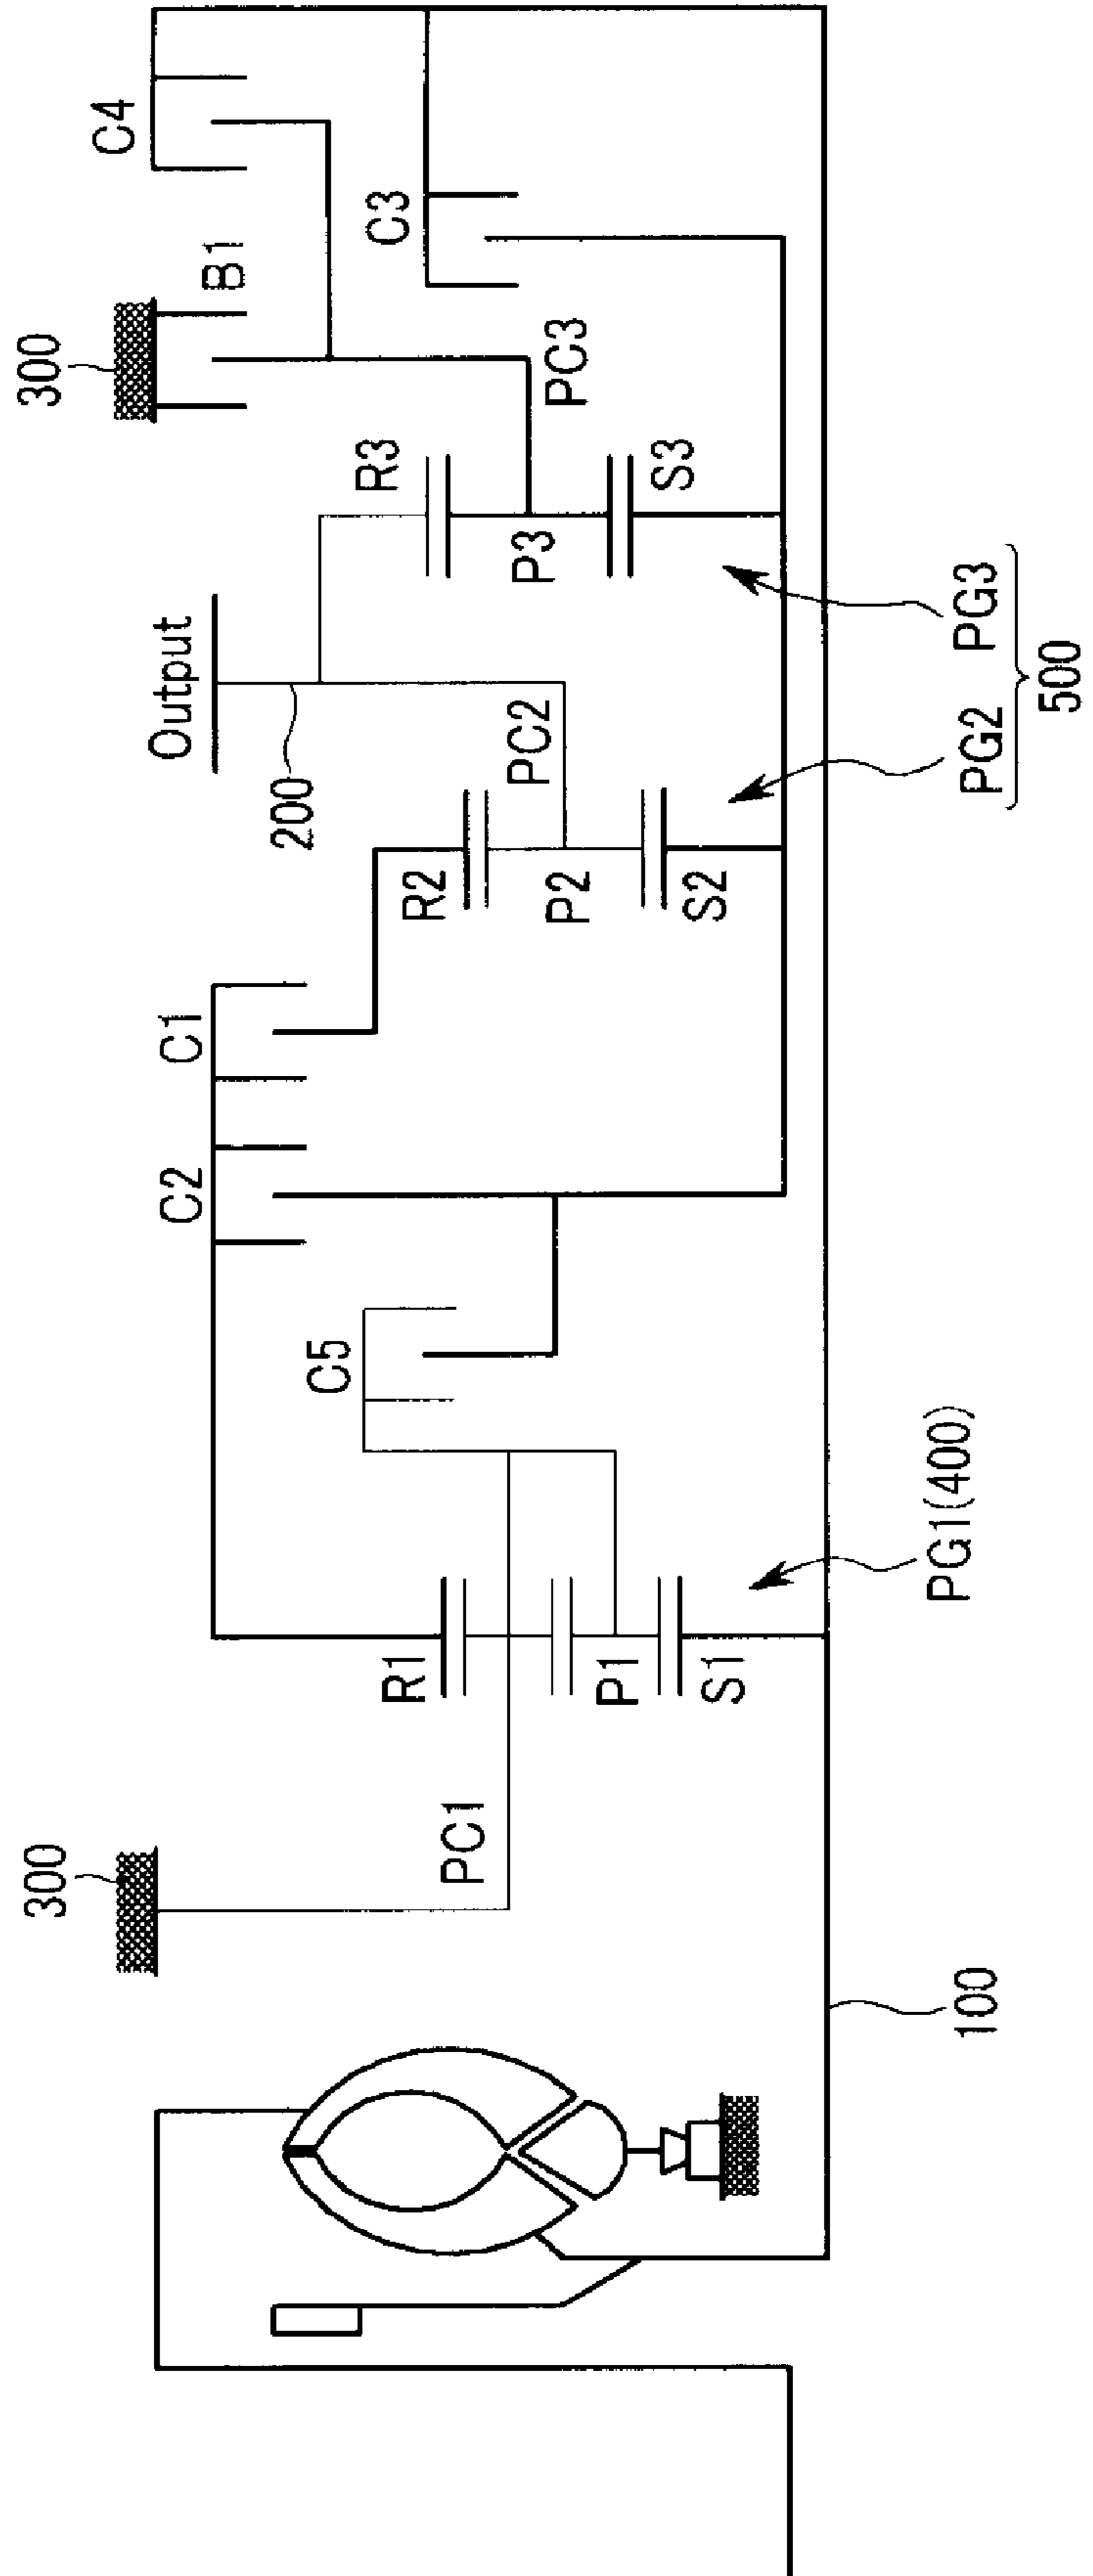 300
300
C4
B1
C3
Output
200
C1
C2
C5
R3
PC3
P3
S3
PC2
R2
P2
S2
R1
PC1
P1
S1
PG1(400)
PG2
PG3
500
100